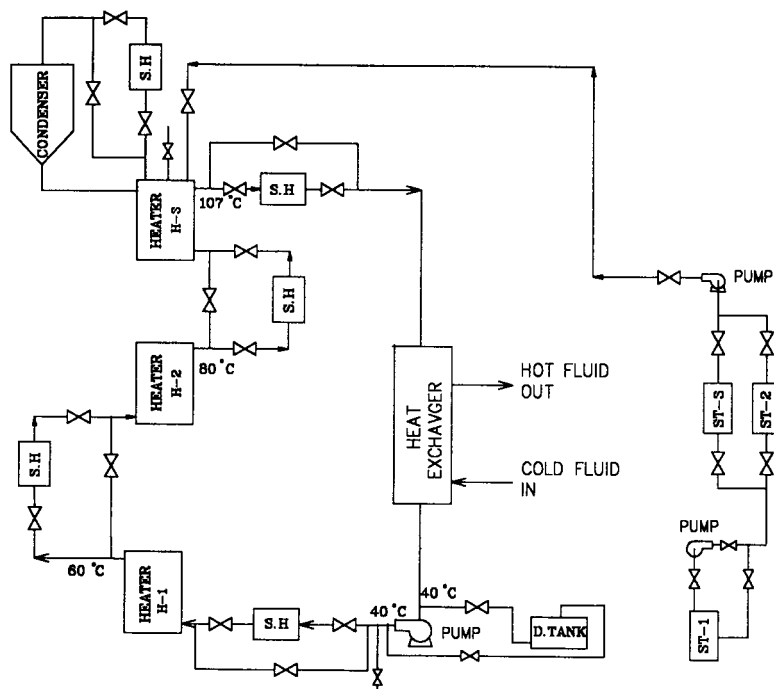 S.H
CONDENSER
HEATER
H-3
107 °C
S.H
S.H
PUMP
HEATER
H-2
80 °C
HEAT
EXCHAVGER
HOT FLUID
OUT
ST-3
ST-2
COLD FLUID
IN
S.H
PUMP
60 °C
HEATER
H-1
S.H
40 °C
40 °C
PUMP
D.TANK
ST-1